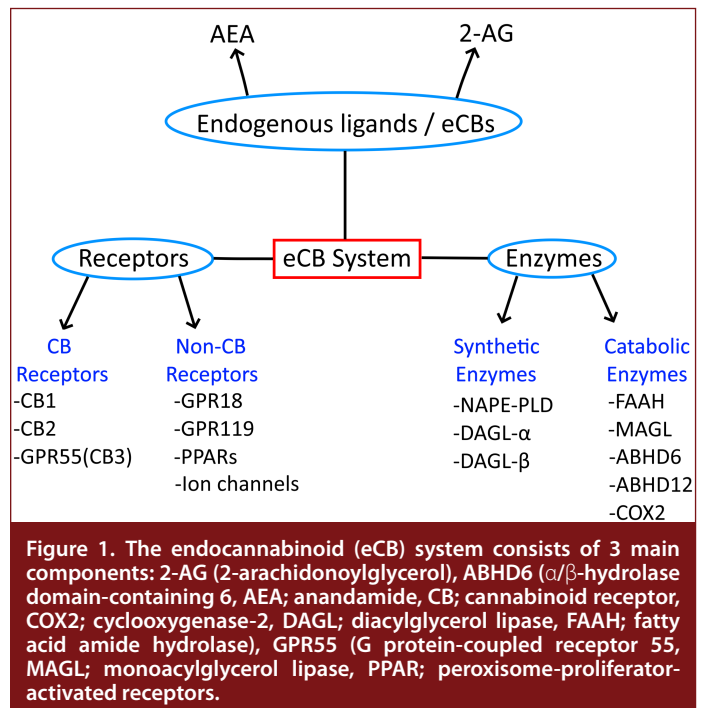 AEA
2-AG
Endogenous ligands / eCBs
Receptors
eCB System
Enzymes
CB
Receptors
-CB1
-CB2
-GPR55(CB3)
Non-CB
Receptors
-GPR18
-GPR119
-PPARs
-Ion channels
Synthetic
Enzymes
-NAPE-PLD
-DAGL-α
-DAGL-β
Catabolic
Enzymes
-FAAH
-MAGL
-ABHD6
-ABHD12
-COX2
Figure 1. The endocannabinoid (eCB) system consists of 3 main
components: 2-AG (2-arachidonoylglycerol), ABHD6 (α/β-hydrolase
domain-containing 6, AEA; anandamide, CB; cannabinoid receptor,
COX2; cyclooxygenase-2, DAGL; diacylglycerol lipase, FAAH; fatty
acid amide hydrolase), GPR55 (G protein-coupled receptor 55,
MAGL; monoacylglycerol lipase, PPAR; peroxisome-proliferator-
activated receptors.